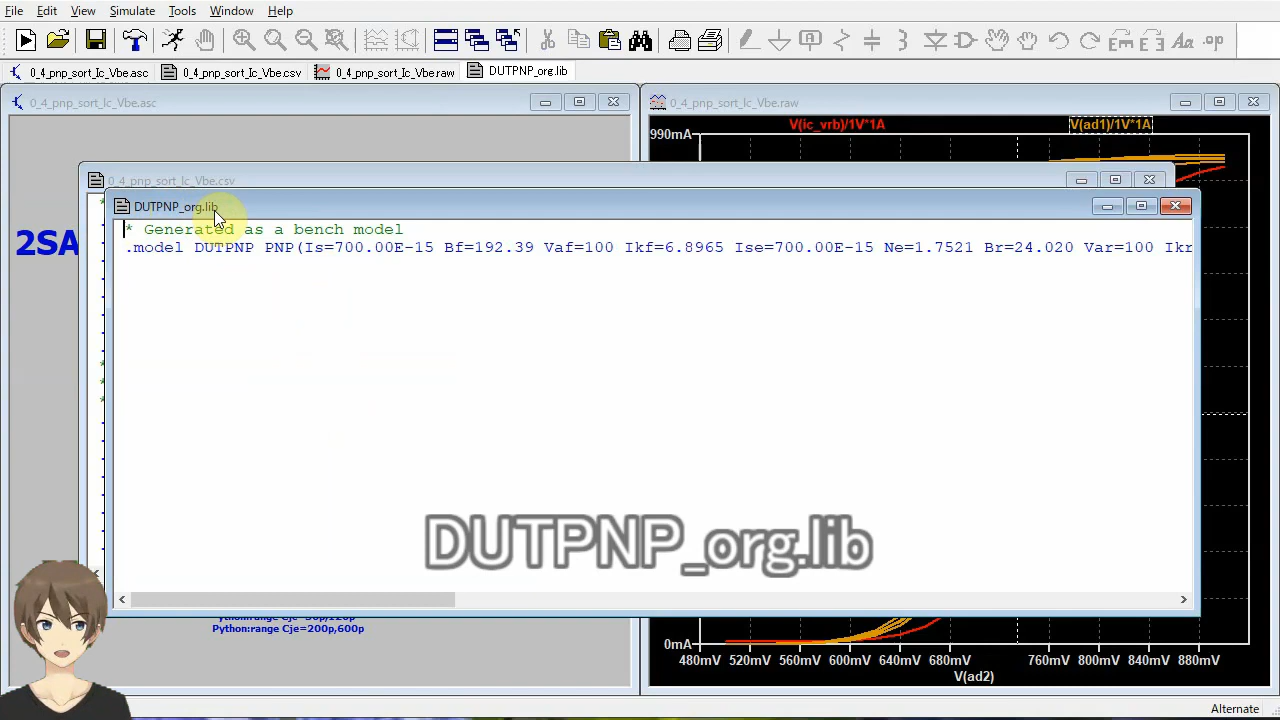 File Edit View Simulate Tools Window Help
0_4_pnp_sort_Ic_Vbe.asc 0_4_pnp_sort_Ic_Vbe.csv 0_4_pnp_sort_Ic_Vbe.raw DUTPNP_org.lib
0_4_pnp_sort_Ic_Vbe.asc
0_4_pnp_sort_Ic_Vbe.raw
V(ic_vrb)/1V*1A V(ad1)/1V*1A
990mA
0_4_pnp_sort_Ic_Vbe.csv
DUTPNP_org.lib
* Generated as a bench model
.model DUTPNP PNP(Is=700.00E-15 Bf=192.39 Vaf=100 Ikf=6.8965 Ise=700.00E-15 Ne=1.7521 Br=24.020 Var=100 Ikr
2SA
DUTPNP_org.lib
Python:range Cje=200p,600p
0mA
480mV 520mV 560mV 600mV 640mV 680mV 760mV 800mV 840mV 880mV
V(ad2)
Alternate